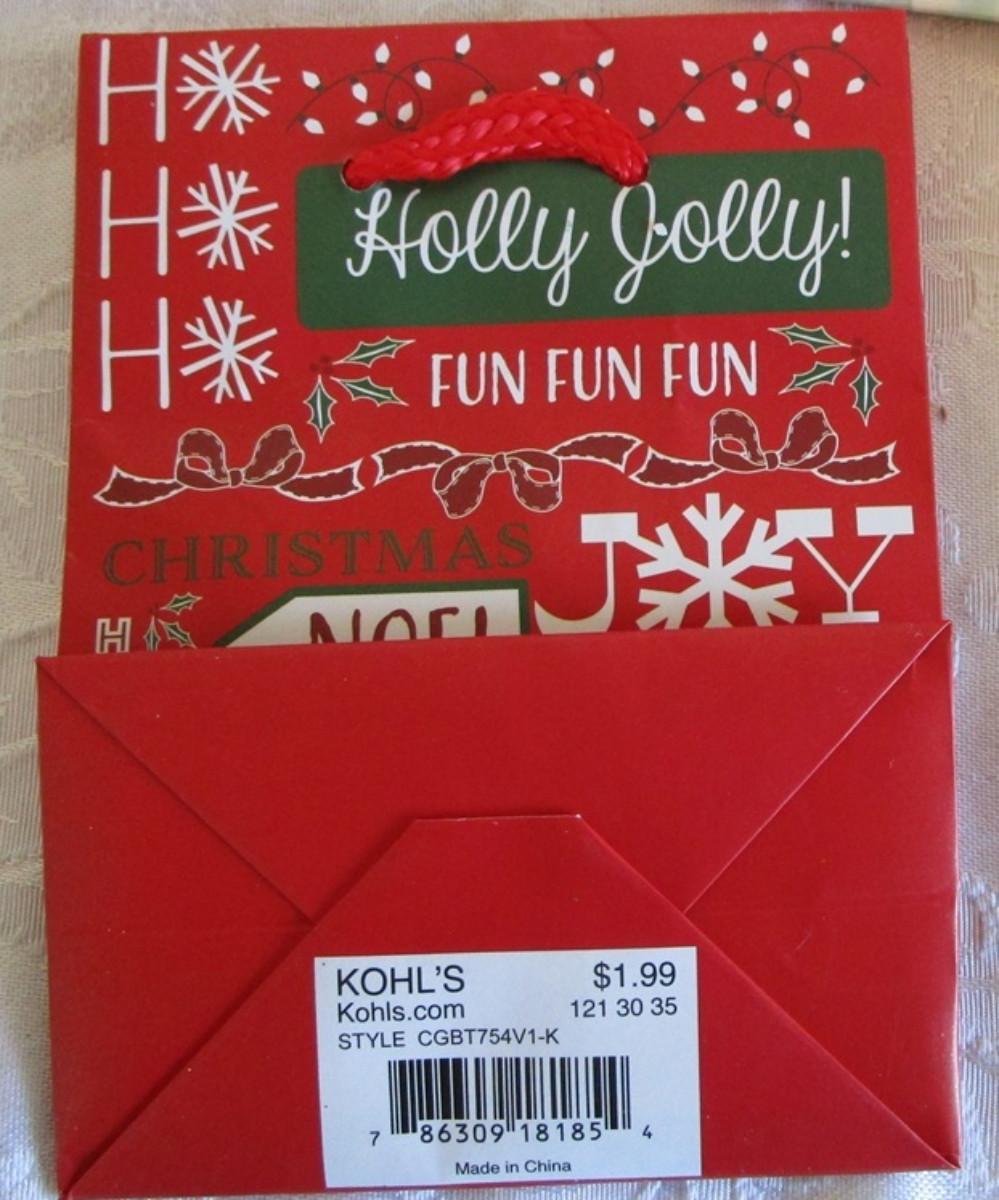 HO
HO
HO
Holly Jolly!
FUN FUN FUN
CHRISTMAS
JOY
NOEL
H
KOHL'S $1.99
Kohls.com 121 30 35
STYLE CGBT754V1-K
7 86309 18185 4
Made in China